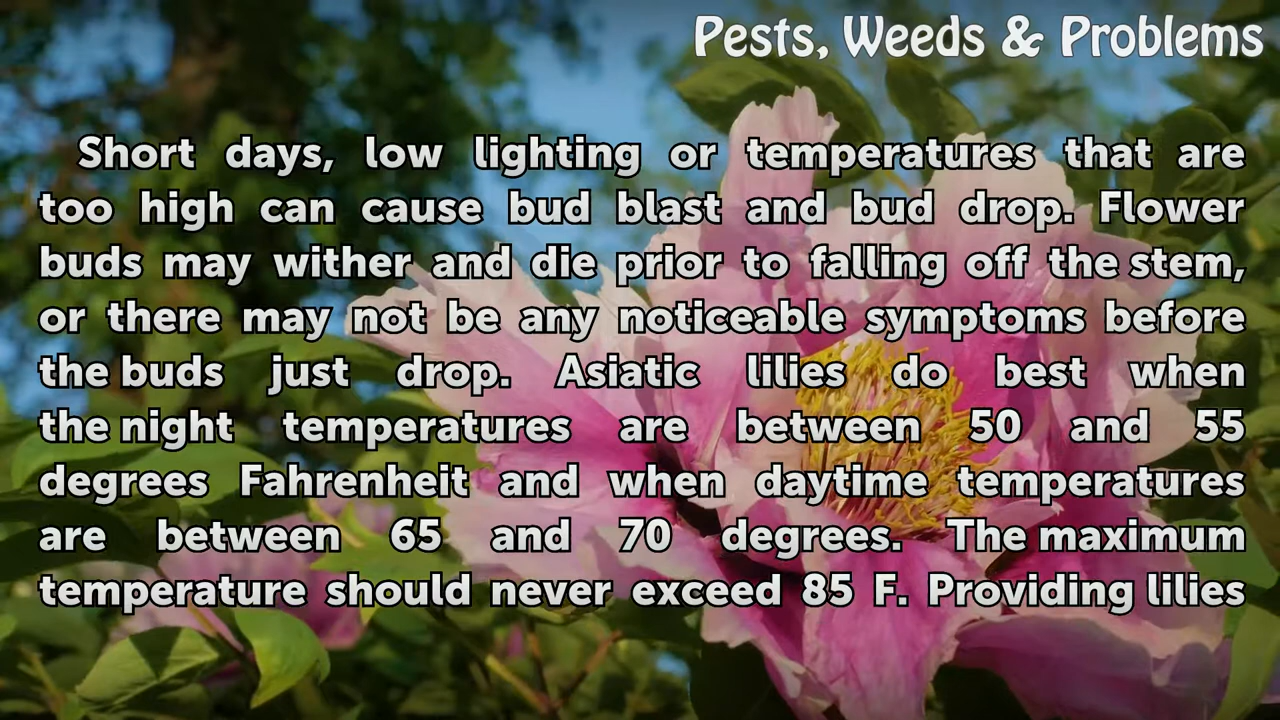 Pests, Weeds & Problems
Short days, low lighting or temperatures that are
too high can cause bud blast and bud drop. Flower
buds may wither and die prior to falling off the stem,
or there may not be any noticeable symptoms before
the buds just drop. Asiatic lilies do best when
the night temperatures are between 50 and 55
degrees Fahrenheit and when daytime temperatures
are between 65 and 70 degrees. The maximum
temperature should never exceed 85 F. Providing lilies